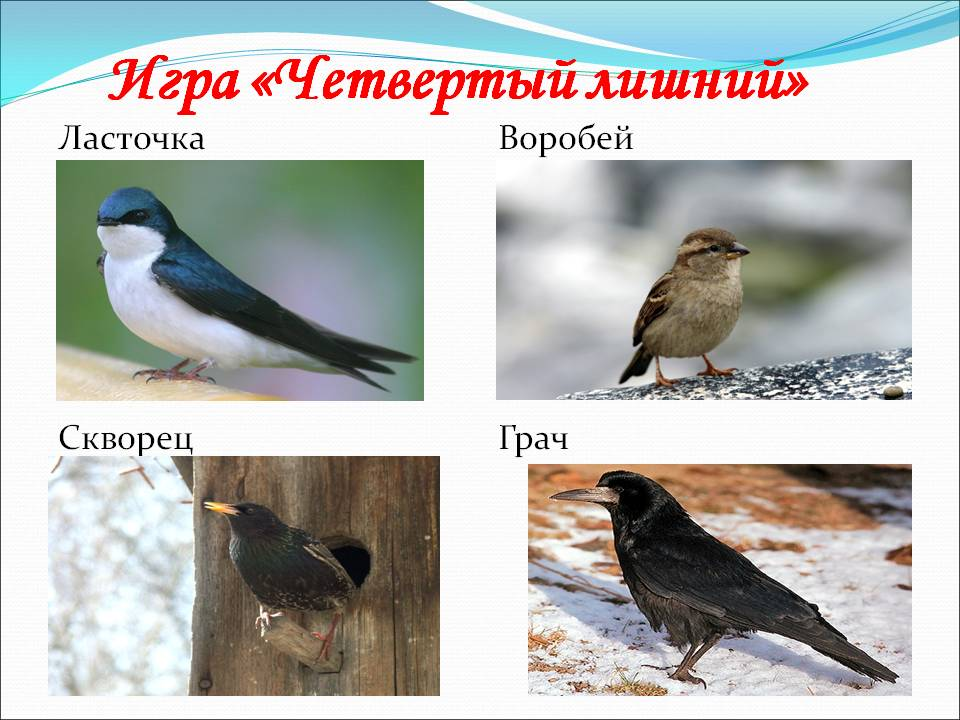 Игра «Четвертый лишний»
Ласточка
Воробей
Скворец
Грач